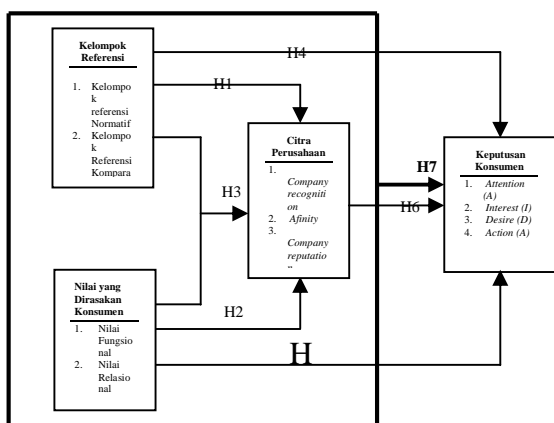 Kelompok
Referensi
1. Kelompo
k
referensi
Normatif
2. Kelompo
k
Referensi
Kompara
H4
H1
H3
Citra
Perusahaan
1.
Company
recogniti
on
2. Afinity
3.
Company
reputatio
H7
H6
Keputusan
Konsumen
1. Attention
(A)
2. Interest (I)
3. Desire (D)
4. Action (A)
Nilai yang
Dirasakan
Konsumen
1. Nilai
Fungsio
nal
2. Nilai
Relasio
nal
H2
H